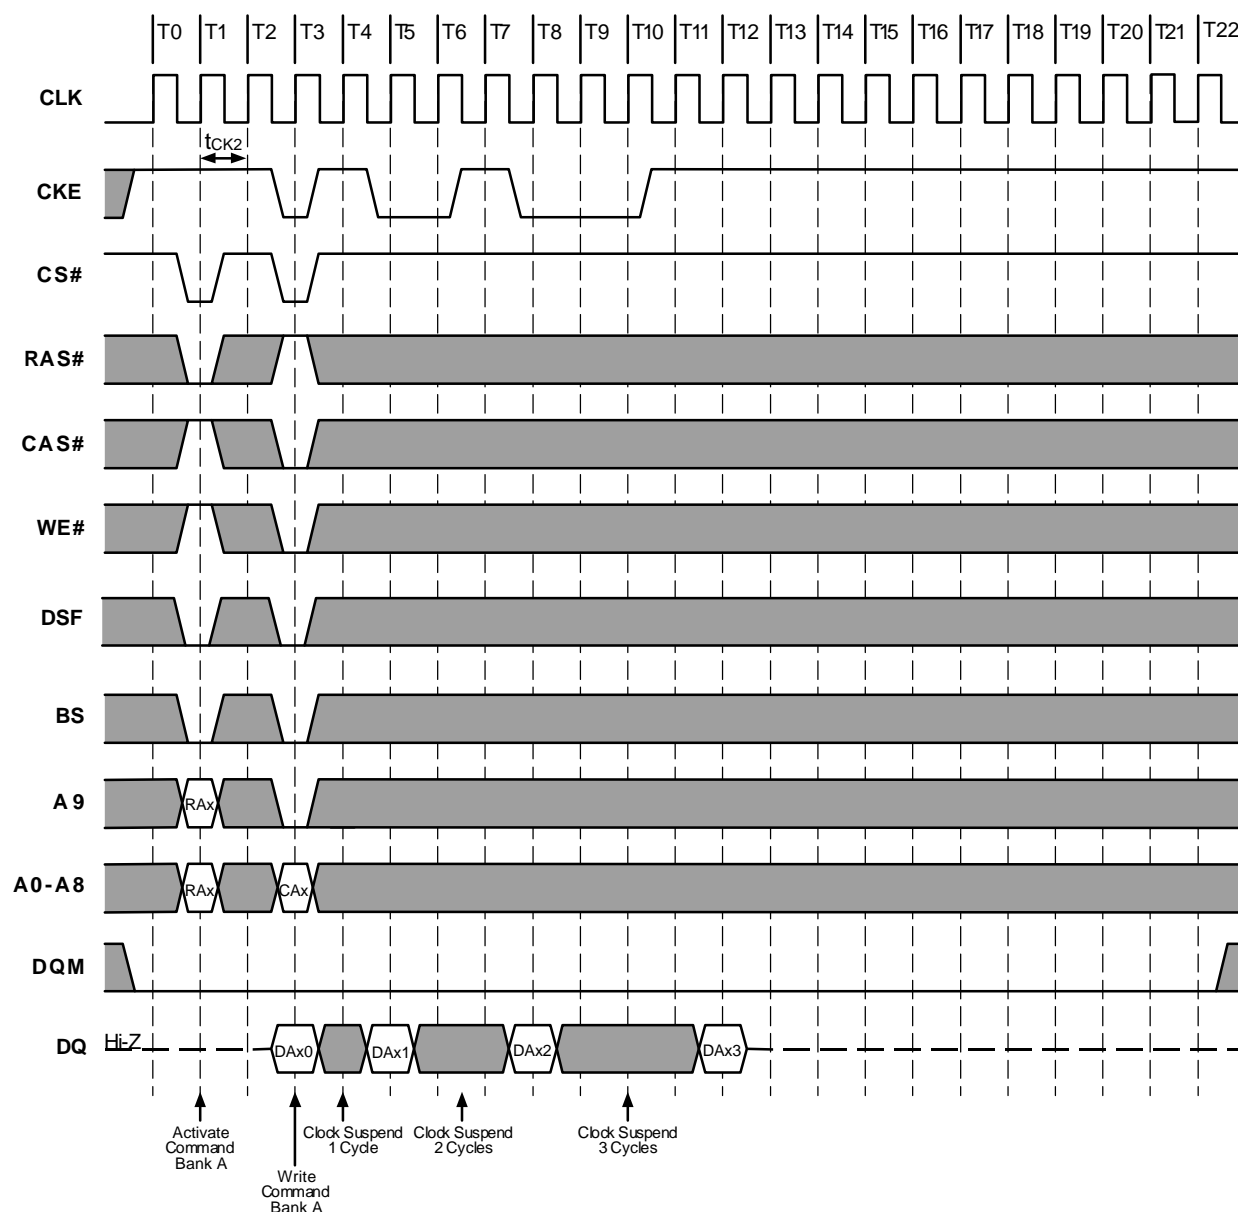 T0 T1 T2 T3 T4 T5 T6 T7 T8 T9 T10 T11 T12 T13 T14 T15 T16 T17 T18 T19 T20 T21 T22
CLK
tCK2
CKE
CS#
RAS#
CAS#
WE#
DSF
BS
A9 RAx
A0-A8 RAx CAx
DQM
DQ Hi-Z DAx0 DAx1 DAx2 DAx3
Activate
Command
Bank A
Write
Command
Bank A
Clock Suspend
1 Cycle
Clock Suspend
2 Cycles
Clock Suspend
3 Cycles